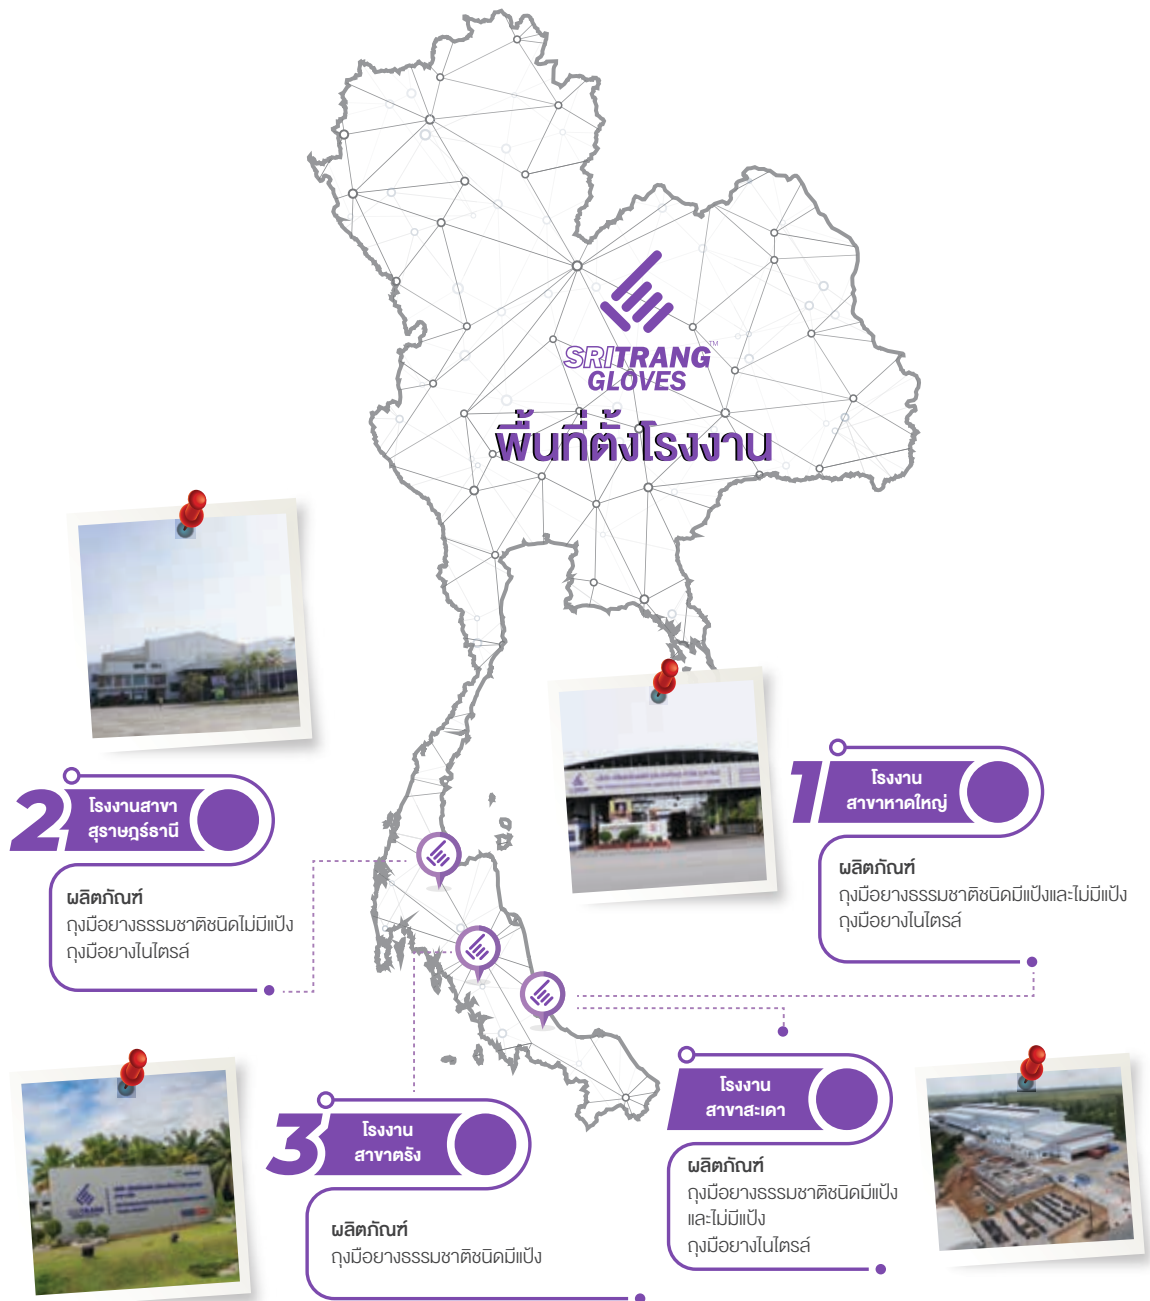 SRITRANG™
GLOVES
พื้นที่ตั้งโรงงาน
1
โรงงาน
สาขาหาดใหญ่
ผลิตภัณฑ์
ถุงมือยางธรรมชาติชนิดมีแป้งและไม่มีแป้ง
ถุงมือยางไนไตรล์
2
โรงงานสาขา
สุราษฎร์ธานี
ผลิตภัณฑ์
ถุงมือยางธรรมชาติชนิดไม่มีแป้ง
ถุงมือยางไนไตรล์
3
โรงงาน
สาขาตรัง
ผลิตภัณฑ์
ถุงมือยางธรรมชาติชนิดมีแป้ง
โรงงาน
สาขาสะเดา
ผลิตภัณฑ์
ถุงมือยางธรรมชาติชนิดมีแป้ง
และไม่มีแป้ง
ถุงมือยางไนไตรล์